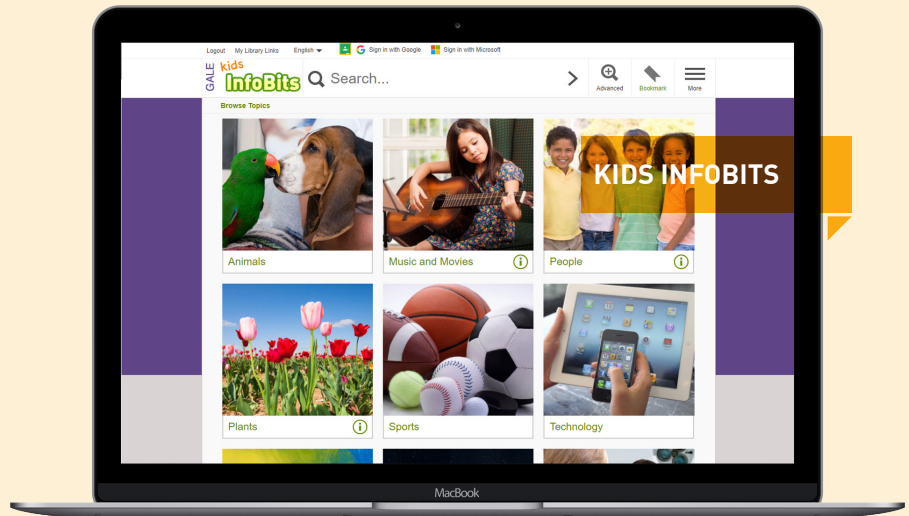 Logout My Library Links English Sign in with Google Sign in with Microsoft
GALE
kids
InfoBits
Search...
Advanced Bookmark More
Browse Topics
KIDS INFOBITS
Animals Music and Movies People
Plants Sports Technology
MacBook